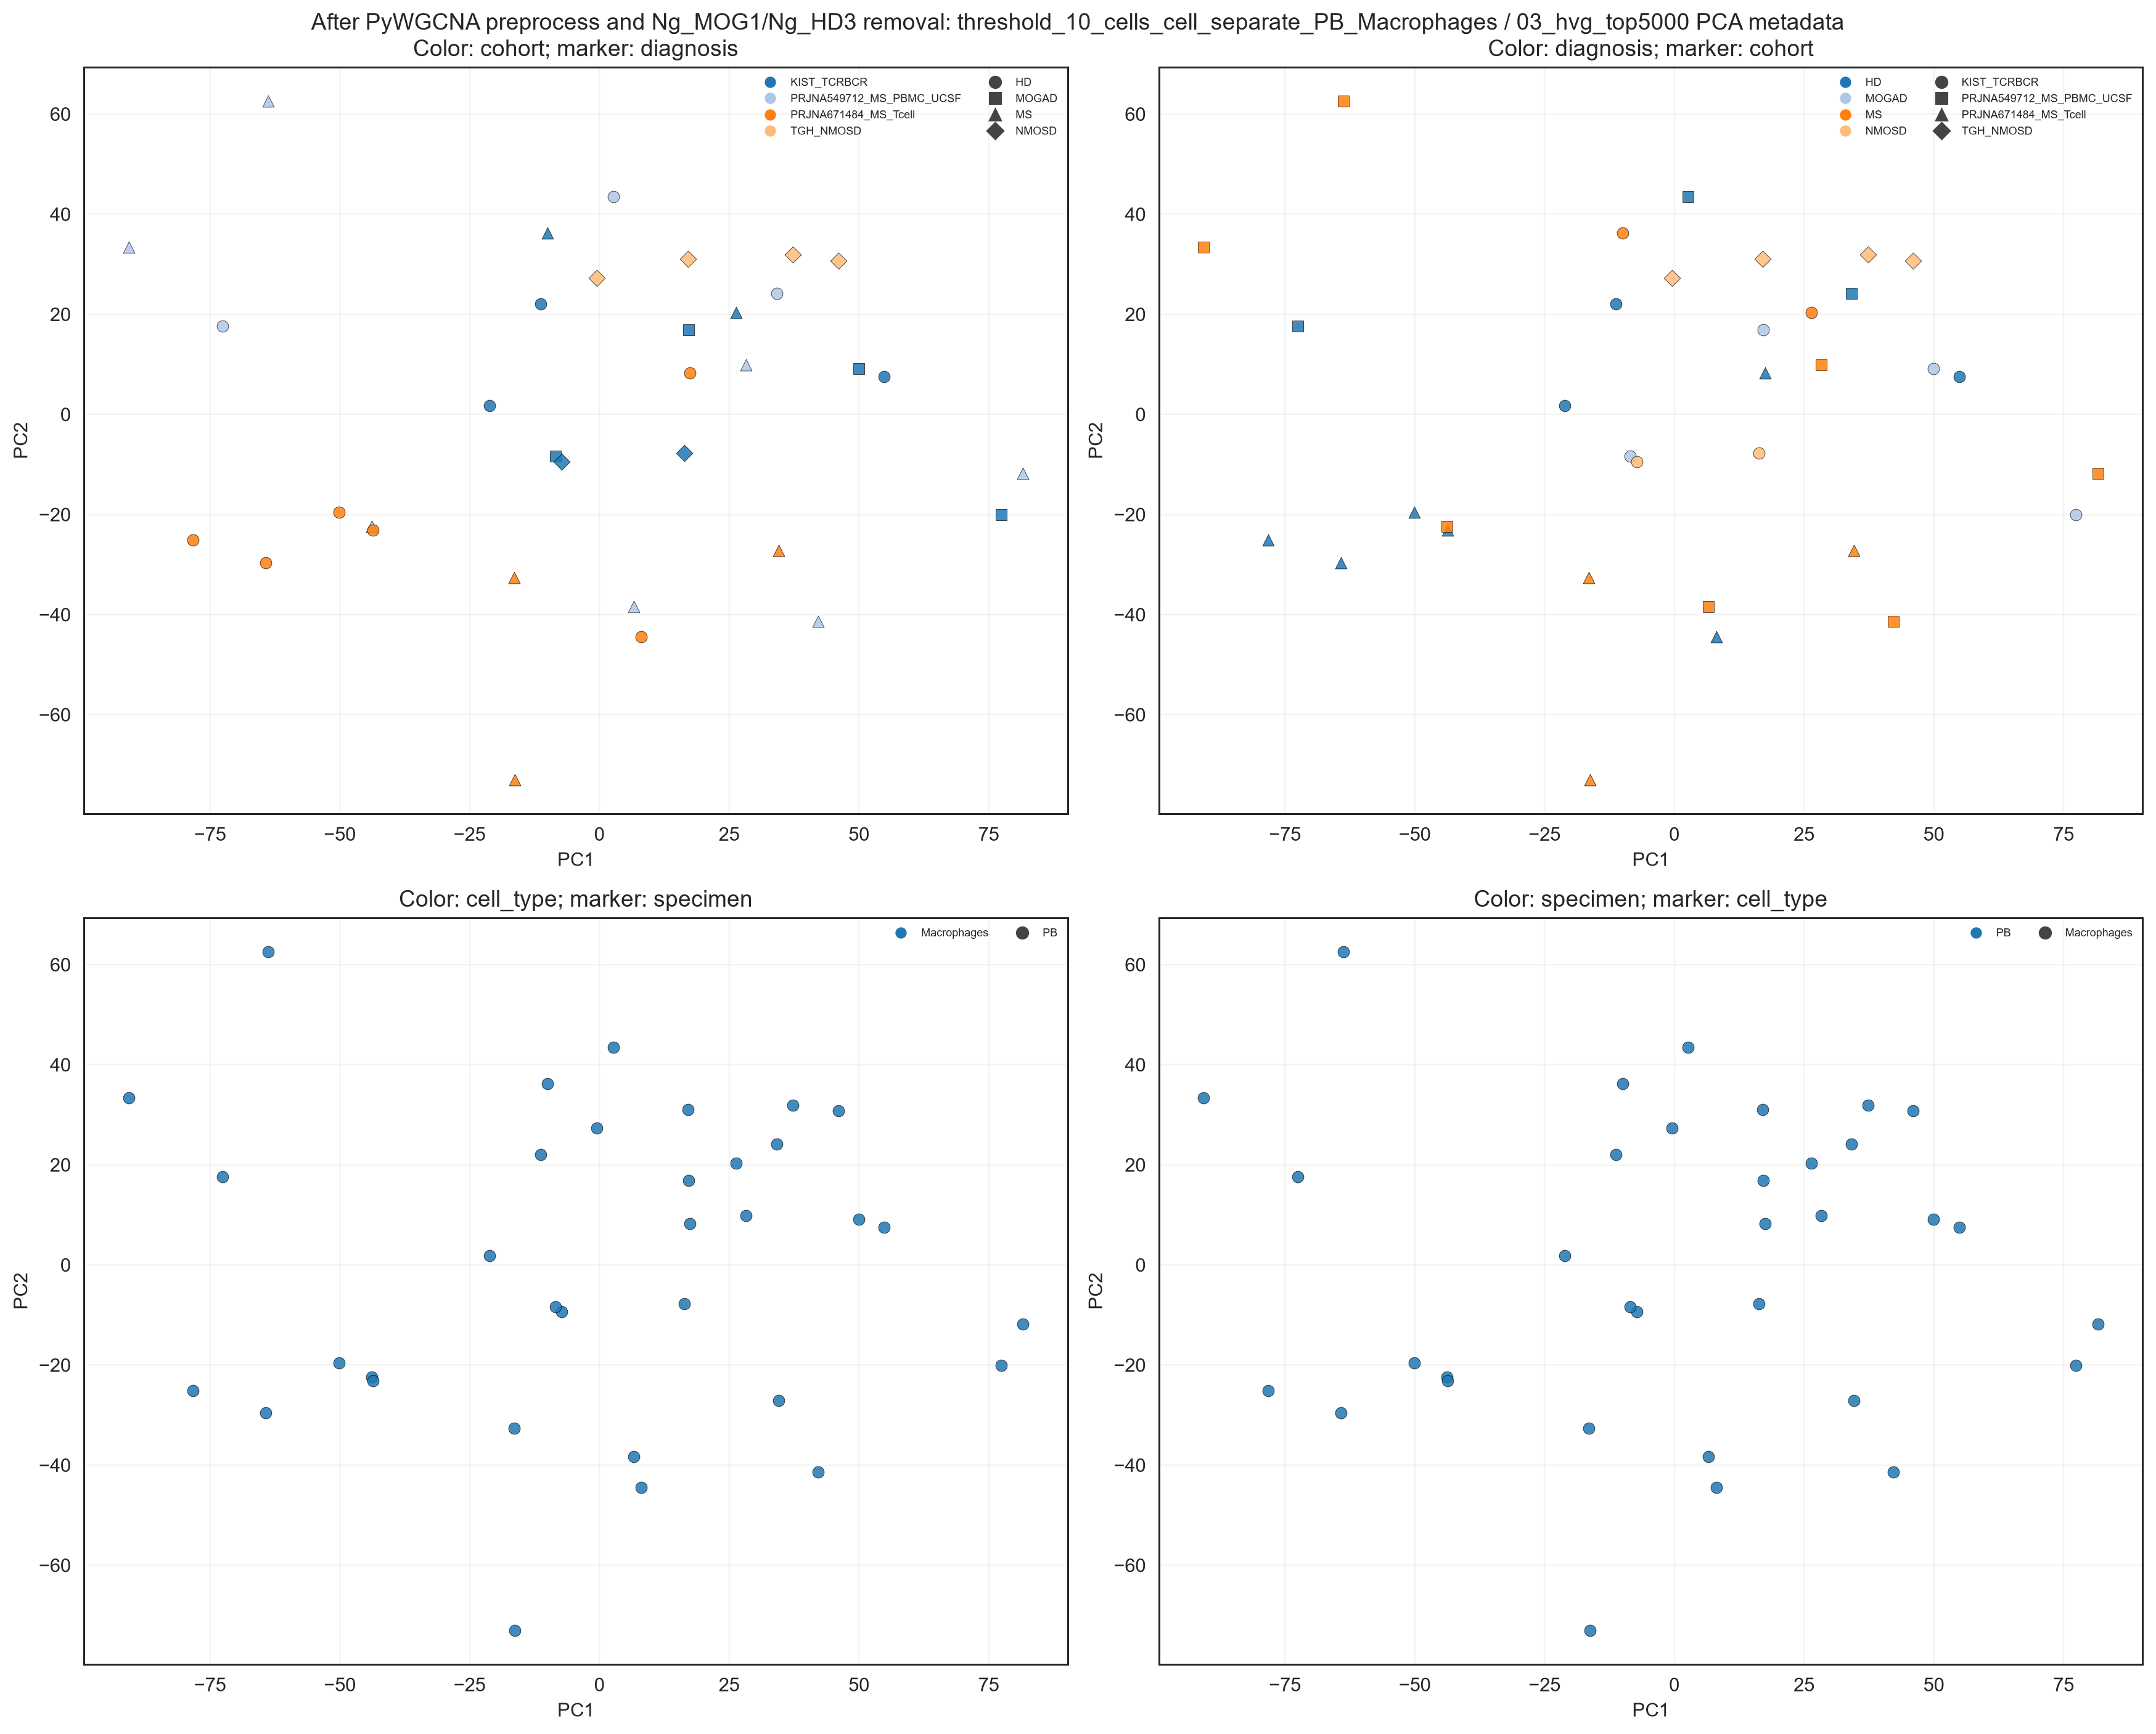 After PyWGCNA preprocess and Ng_MOG1/Ng_HD3 removal: threshold_10_cells_cell_separate_PB_Macrophages / 03_hvg_top5000 PCA metadata
Color: cohort; marker: diagnosis
KIST_TCRBCR HD
PRJNA549712_MS_PBMC_UCSF MOGAD
PRJNA671484_MS_Tcell MS
TGH_NMOSD NMOSD
60
40
20
0
−20
−40
−60
PC2
−75 −50 −25 0 25 50 75
PC1
Color: diagnosis; marker: cohort
HD KIST_TCRBCR
MOGAD PRJNA549712_MS_PBMC_UCSF
MS PRJNA671484_MS_Tcell
NMOSD TGH_NMOSD
60
40
20
0
−20
−40
−60
PC2
−75 −50 −25 0 25 50 75
PC1
Color: cell_type; marker: specimen
Macrophages PB
60
40
20
0
−20
−40
−60
PC2
−75 −50 −25 0 25 50 75
PC1
Color: specimen; marker: cell_type
PB Macrophages
60
40
20
0
−20
−40
−60
PC2
−75 −50 −25 0 25 50 75
PC1